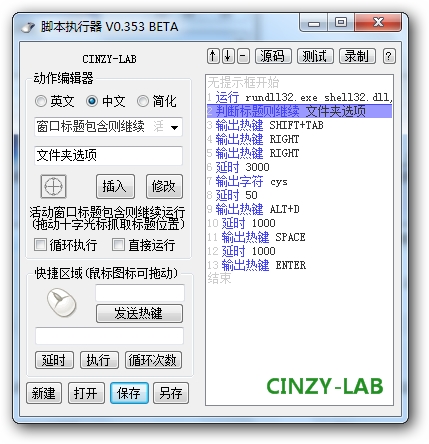 脚本执行器 V0.353 BETA
CINZY-LAB
动作编辑器
英文 中文 简化
窗口标题包含则继续 活
文件夹选项
插入 修改
活动窗口标题包含则继续运行
(拖动十字光标抓取标题位置)
循环执行 直接运行
快捷区域(鼠标图标可拖动)
发送热键
延时 执行 循环次数
新建 打开 保存 另存
↑ ↓ - 源码 测试 录制 ?
无提示框开始
1 运行 rundll32.exe shell32.dll,
2 判断标题则继续 文件夹选项
3 输出热键 SHIFT+TAB
4 输出热键 RIGHT
5 输出热键 RIGHT
6 延时 3000
7 输出字符 cys
8 延时 50
9 输出热键 ALT+D
10 延时 1000
11 输出热键 SPACE
12 延时 1000
13 输出热键 ENTER
结束
CINZY-LAB